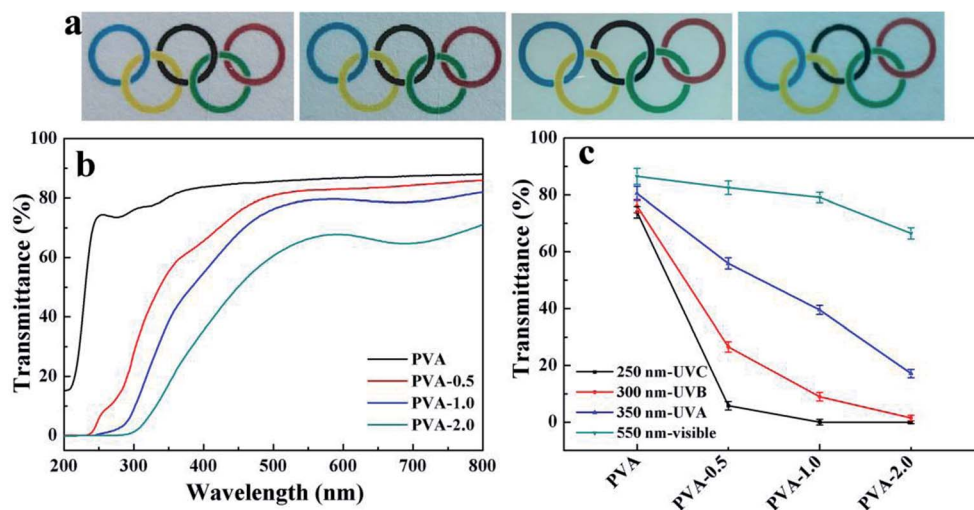 a
b
Transmittance (%)
100
80
60
40
20
0
PVA
PVA-0.5
PVA-1.0
PVA-2.0
200 300 400 500 600 700 800
Wavelength (nm)
c
Transmittance (%)
100
80
60
40
20
0
250 nm-UVC
300 nm-UVB
350 nm-UVA
550 nm-visible
PVA
PVA-0.5
PVA-1.0
PVA-2.0